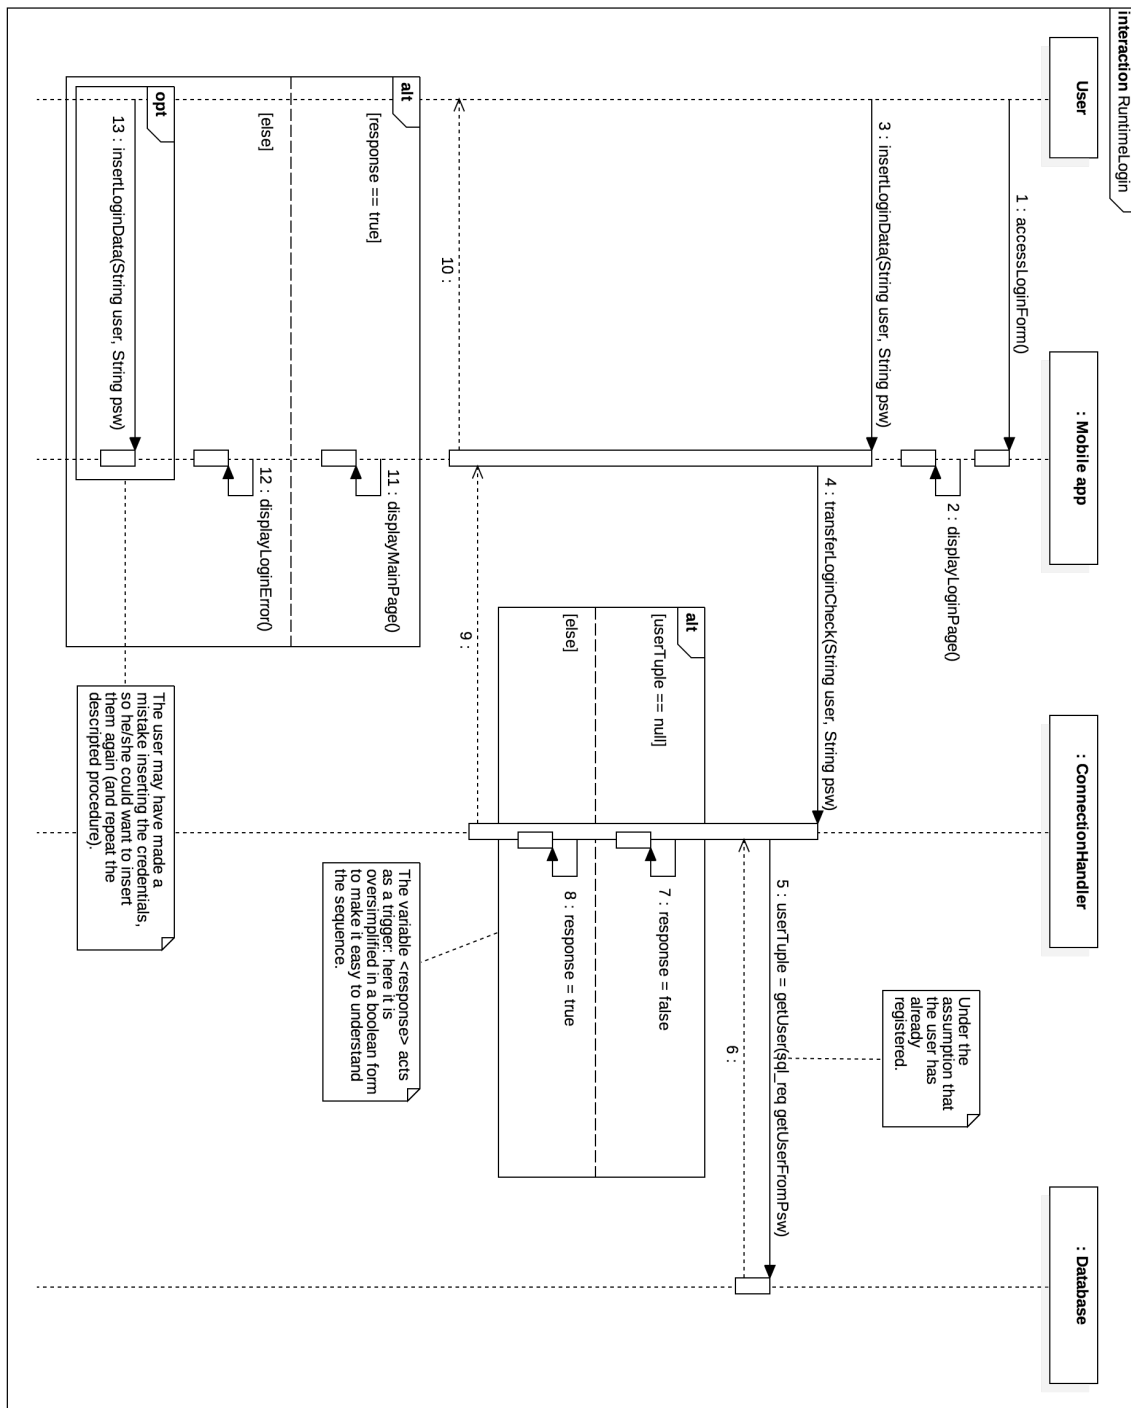 interaction RuntimeLogin
User
: Mobile app
: ConnectionHandler
: Database
1 : accessLoginForm()
2 : displayLoginPage()
Under the
assumption that
the user has
already
registered.
3 : insertLoginData(String user, String psw)
4 : transferLoginCheck(String user, String psw)
5 : userTuple = getUser(sql_req getUserFromPsw)
6 :
alt
[userTuple == null]
7 : response = false
[else]
8 : response = true
9 :
10 :
The variable <response> acts
as a trigger: here it is
oversimplified in a boolean form
to make it easy to understand
the sequence.
alt
[response == true]
11 : displayMainPage()
[else]
12 : displayLoginError()
opt
13 : insertLoginData(String user, String psw)
The user may have made a
mistake inserting the credentials,
so he/she could want to insert
them again (and repeat the
descripted procedure).